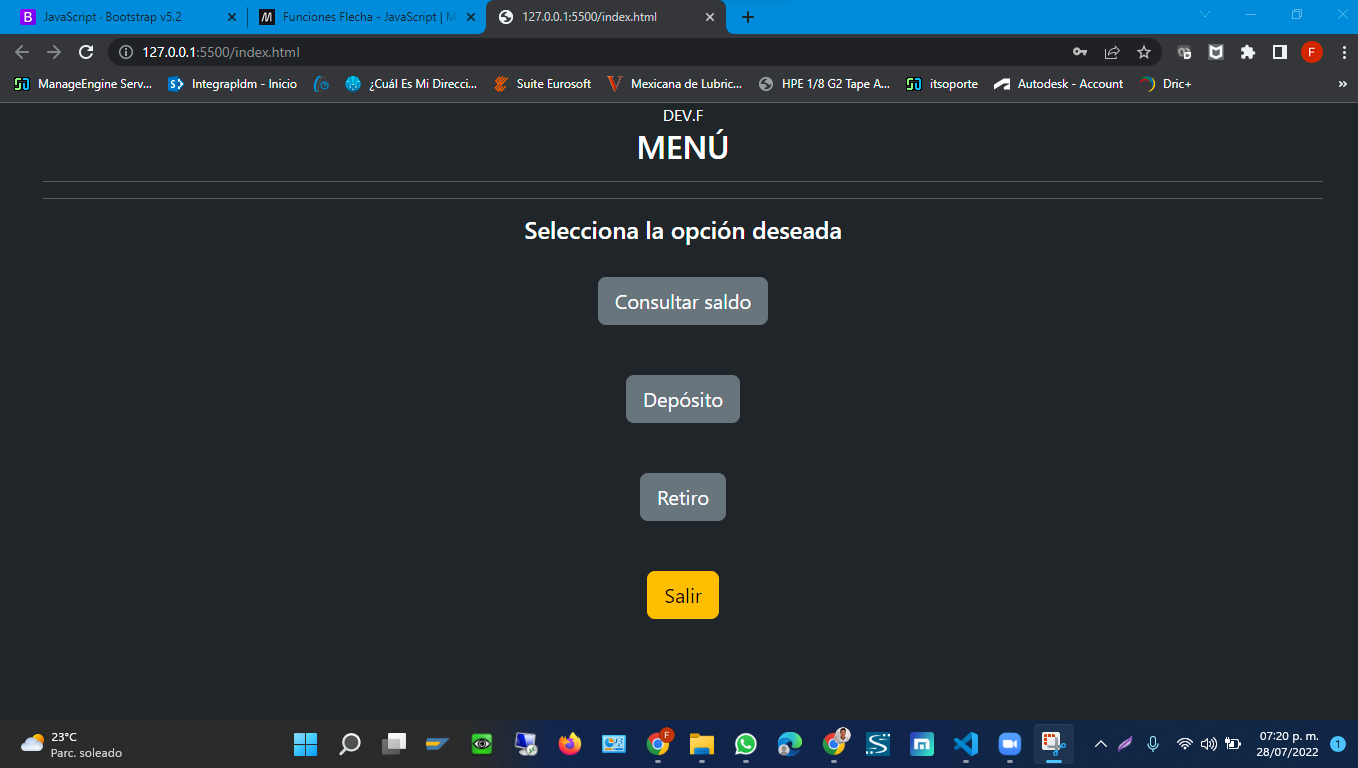 JavaScript · Bootstrap v5.2
Funciones Flecha - JavaScript | M
127.0.0.1:5500/index.html
127.0.0.1:5500/index.html
F
ManageEngine Serv...
Integrapldm - Inicio
¿Cuál Es Mi Direcci...
Suite Eurosoft
Mexicana de Lubric...
HPE 1/8 G2 Tape A...
itsoporte
Autodesk - Account
Dric+
»
DEV.F
MENÚ
Selecciona la opción deseada
Consultar saldo
Depósito
Retiro
Salir
23°C
Parc. soleado
07:20 p. m.
28/07/2022
1